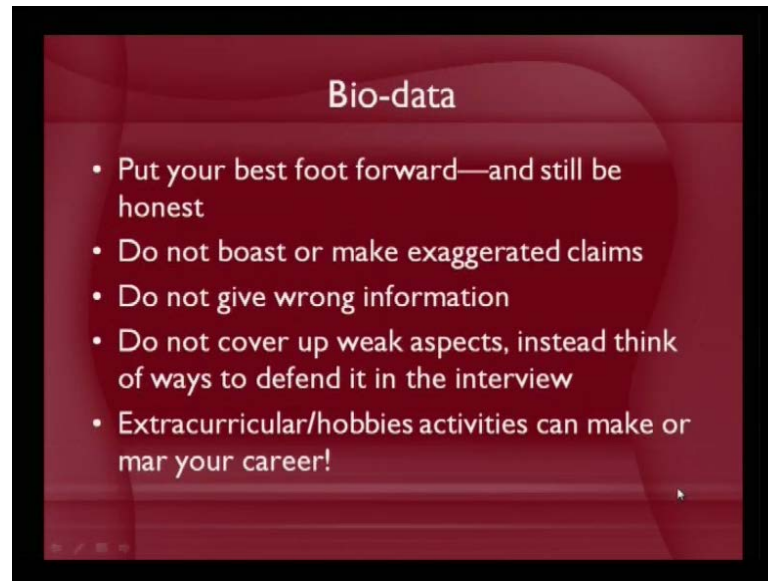 Bio-data
• Put your best foot forward—and still be
honest
• Do not boast or make exaggerated claims
• Do not give wrong information
• Do not cover up weak aspects, instead think
of ways to defend it in the interview
• Extracurricular/hobbies activities can make or
mar your career!